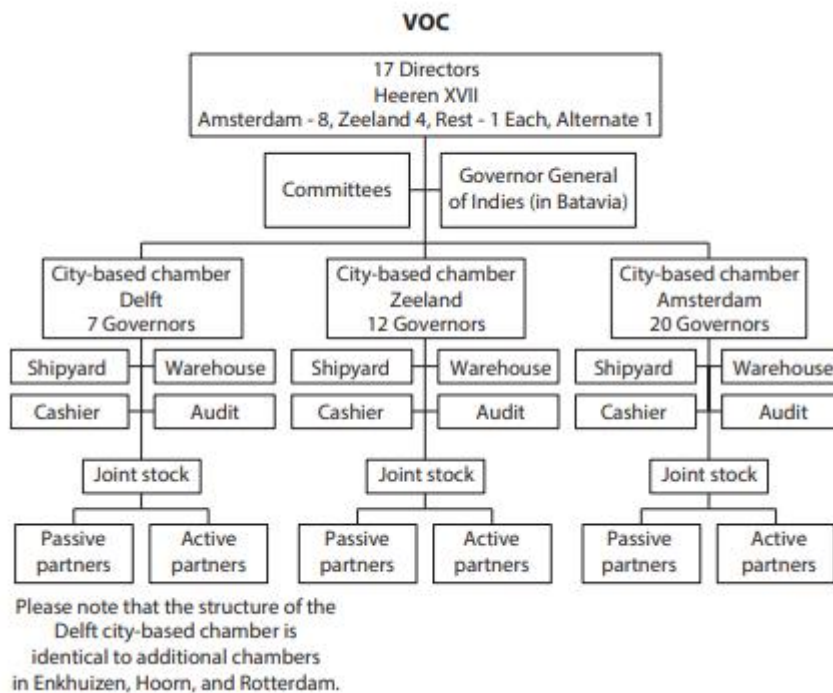 VOC
17 Directors
Heeren XVII
Amsterdam - 8, Zeeland 4, Rest - 1 Each, Alternate 1
Committees
Governor General
of Indies (in Batavia)
City-based chamber
Delft
7 Governors
City-based chamber
Zeeland
12 Governors
City-based chamber
Amsterdam
20 Governors
Shipyard
Warehouse
Cashier
Audit
Shipyard
Warehouse
Cashier
Audit
Shipyard
Warehouse
Cashier
Audit
Joint stock
Joint stock
Joint stock
Passive
partners
Active
partners
Passive
partners
Active
partners
Passive
partners
Active
partners
Please note that the structure of the
Delft city-based chamber is
identical to additional chambers
in Enkhuizen, Hoorn, and Rotterdam.